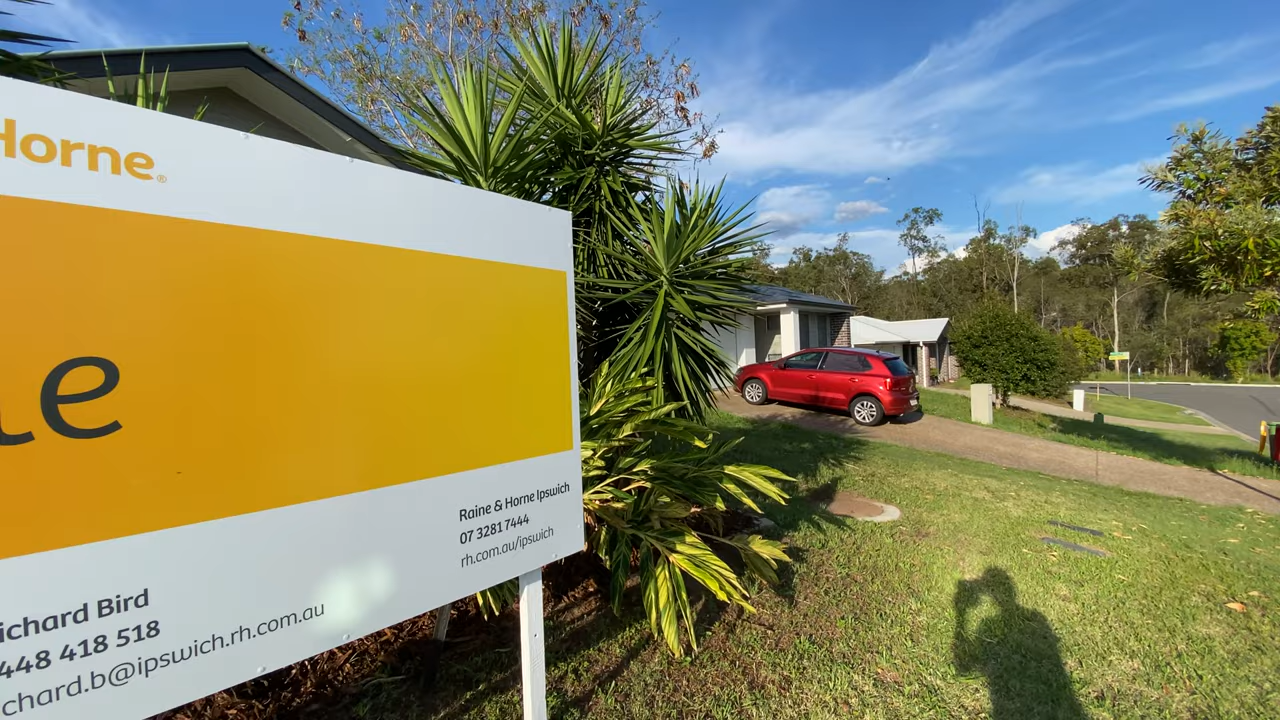 Horne®
le
Raine & Horne Ipswich
07 3281 7444
rh.com.au/ipswich
ichard Bird
448 418 518
chard.b@ipswich.rh.com.au